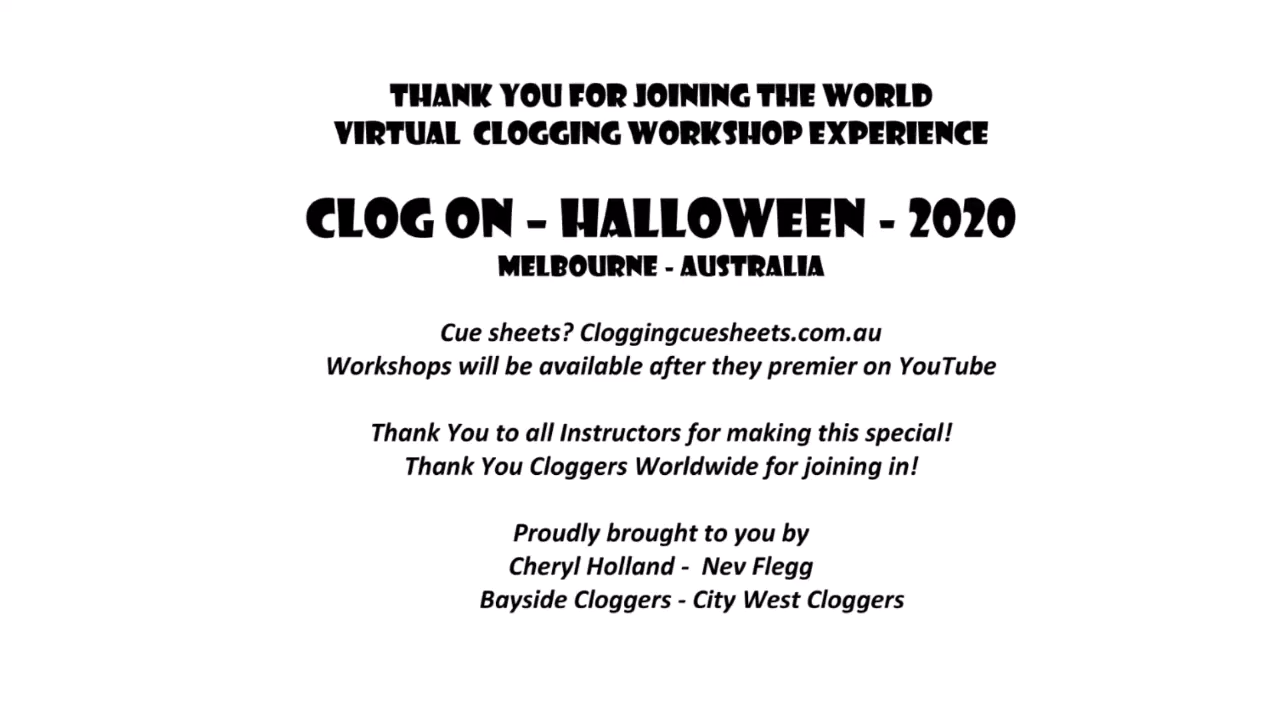 THANK YOU FOR JOINING THE WORLD
VIRTUAL CLOGGING WORKSHOP EXPERIENCE
CLOG ON – HALLOWEEN - 2020
MELBOURNE - AUSTRALIA
Cue sheets? Cloggingcuesheets.com.au
Workshops will be available after they premier on YouTube
Thank You to all Instructors for making this special!
Thank You Cloggers Worldwide for joining in!
Proudly brought to you by
Cheryl Holland - Nev Flegg
Bayside Cloggers - City West Cloggers